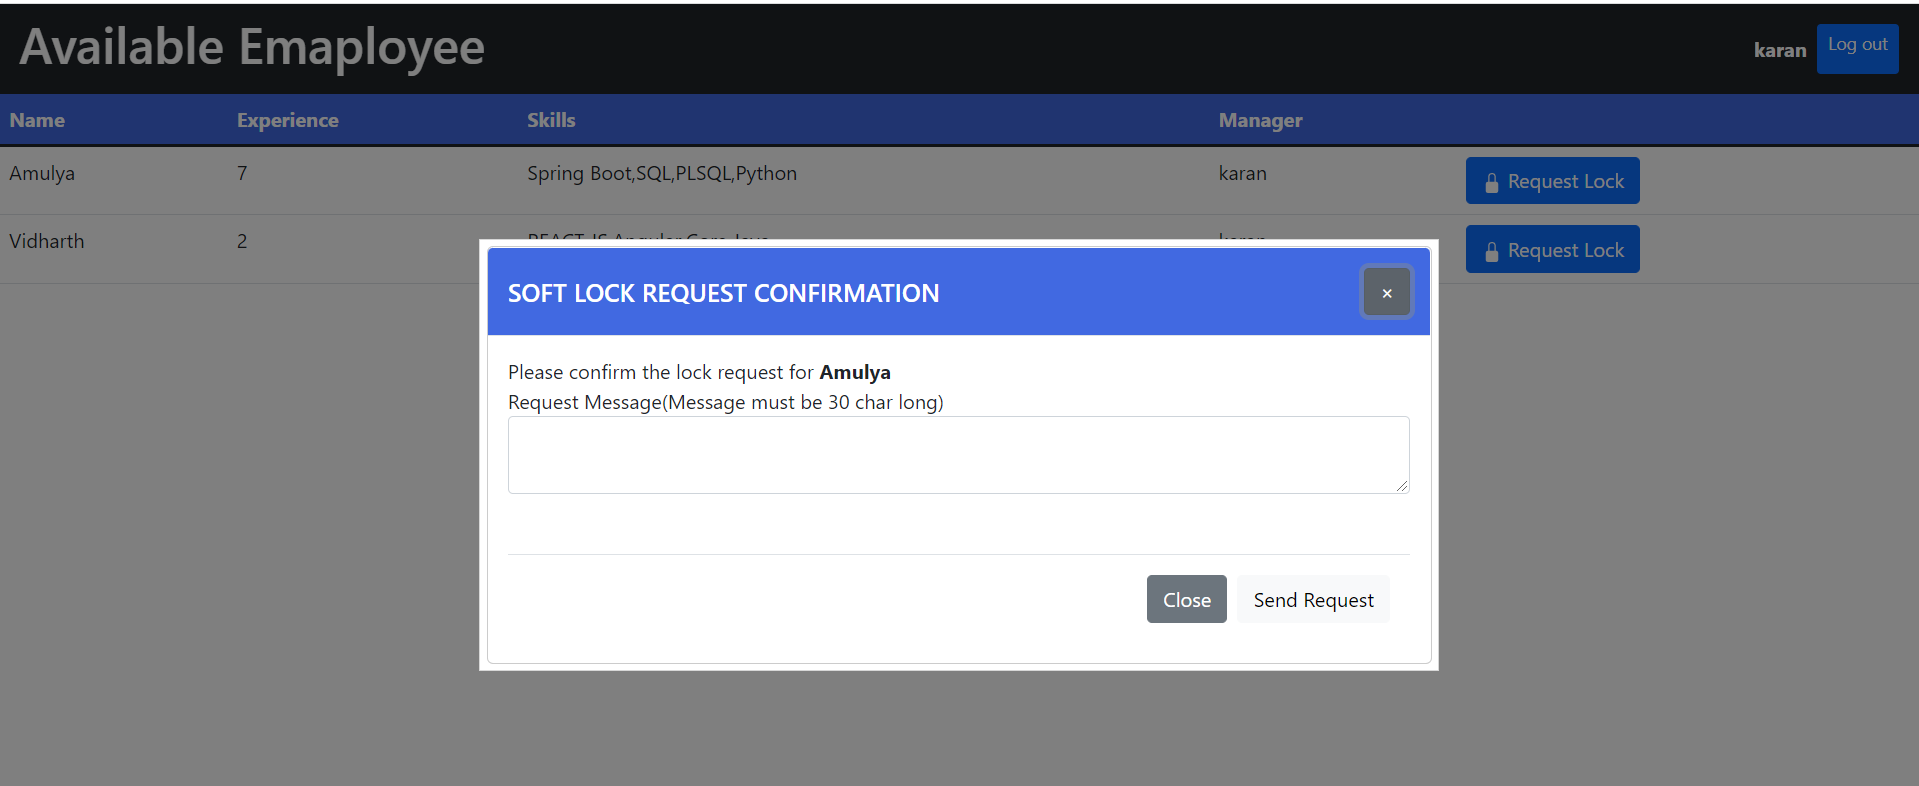 Available Emaployee
karan Log out
Name Experience Skills Manager
Amulya 7 Spring Boot,SQL,PLSQL,Python karan Request Lock
Vidharth 2 Request Lock
SOFT LOCK REQUEST CONFIRMATION ×
Please confirm the lock request for Amulya
Request Message(Message must be 30 char long)
Close Send Request